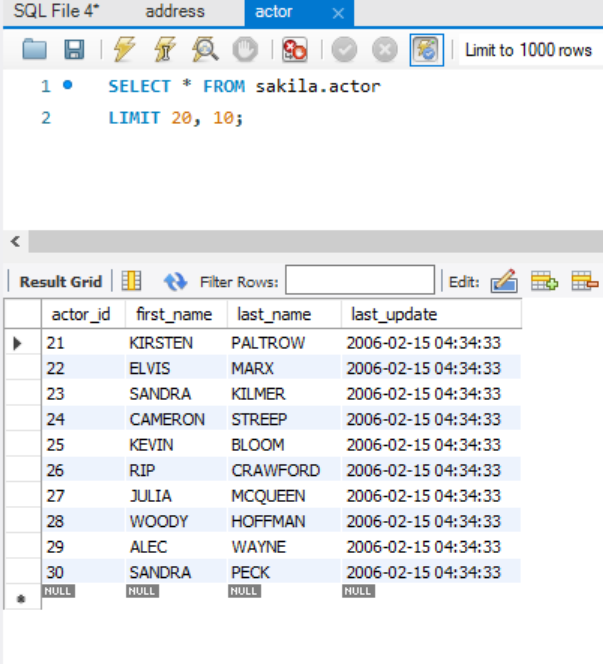 SQL File 4* address actor
Limit to 1000 rows
1 SELECT * FROM sakila.actor
2 LIMIT 20, 10;
Result Grid Filter Rows: Edit:
actor_id first_name last_name last_update
21 KIRSTEN PALTROW 2006-02-15 04:34:33
22 ELVIS MARX 2006-02-15 04:34:33
23 SANDRA KILMER 2006-02-15 04:34:33
24 CAMERON STREEP 2006-02-15 04:34:33
25 KEVIN BLOOM 2006-02-15 04:34:33
26 RIP CRAWFORD 2006-02-15 04:34:33
27 JULIA MCQUEEN 2006-02-15 04:34:33
28 WOODY HOFFMAN 2006-02-15 04:34:33
29 ALEC WAYNE 2006-02-15 04:34:33
30 SANDRA PECK 2006-02-15 04:34:33
NULL NULL NULL NULL